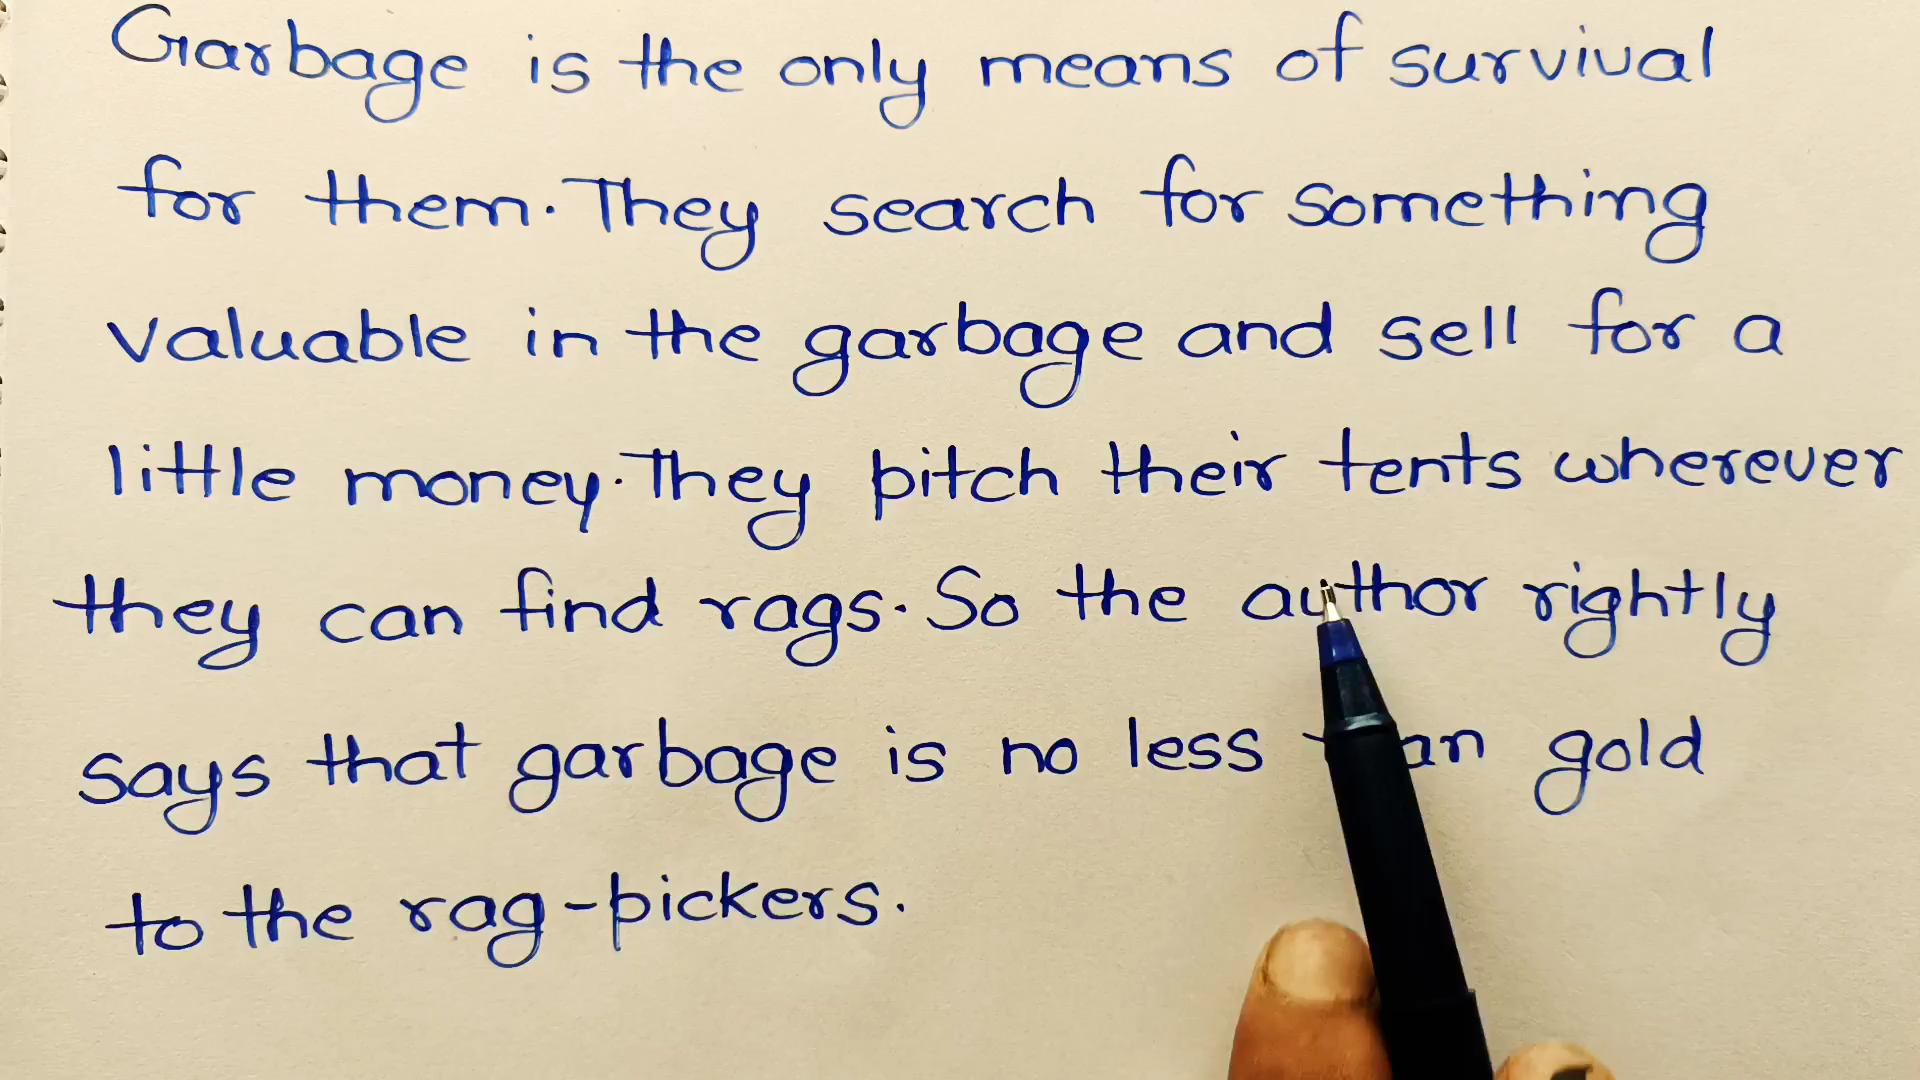 Garbage is the only means of survival
for them. They search for something
valuable in the garbage and sell for a
little money. They pitch their tents wherever
they can find rags. So the author rightly
says that garbage is no less than gold
to the rag-pickers.